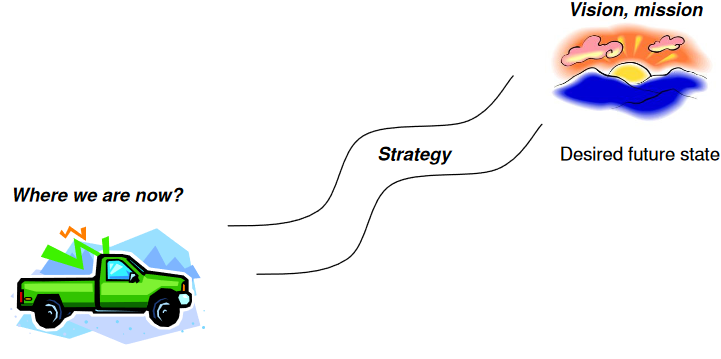 Vision, mission
Strategy
Desired future state
Where we are now?